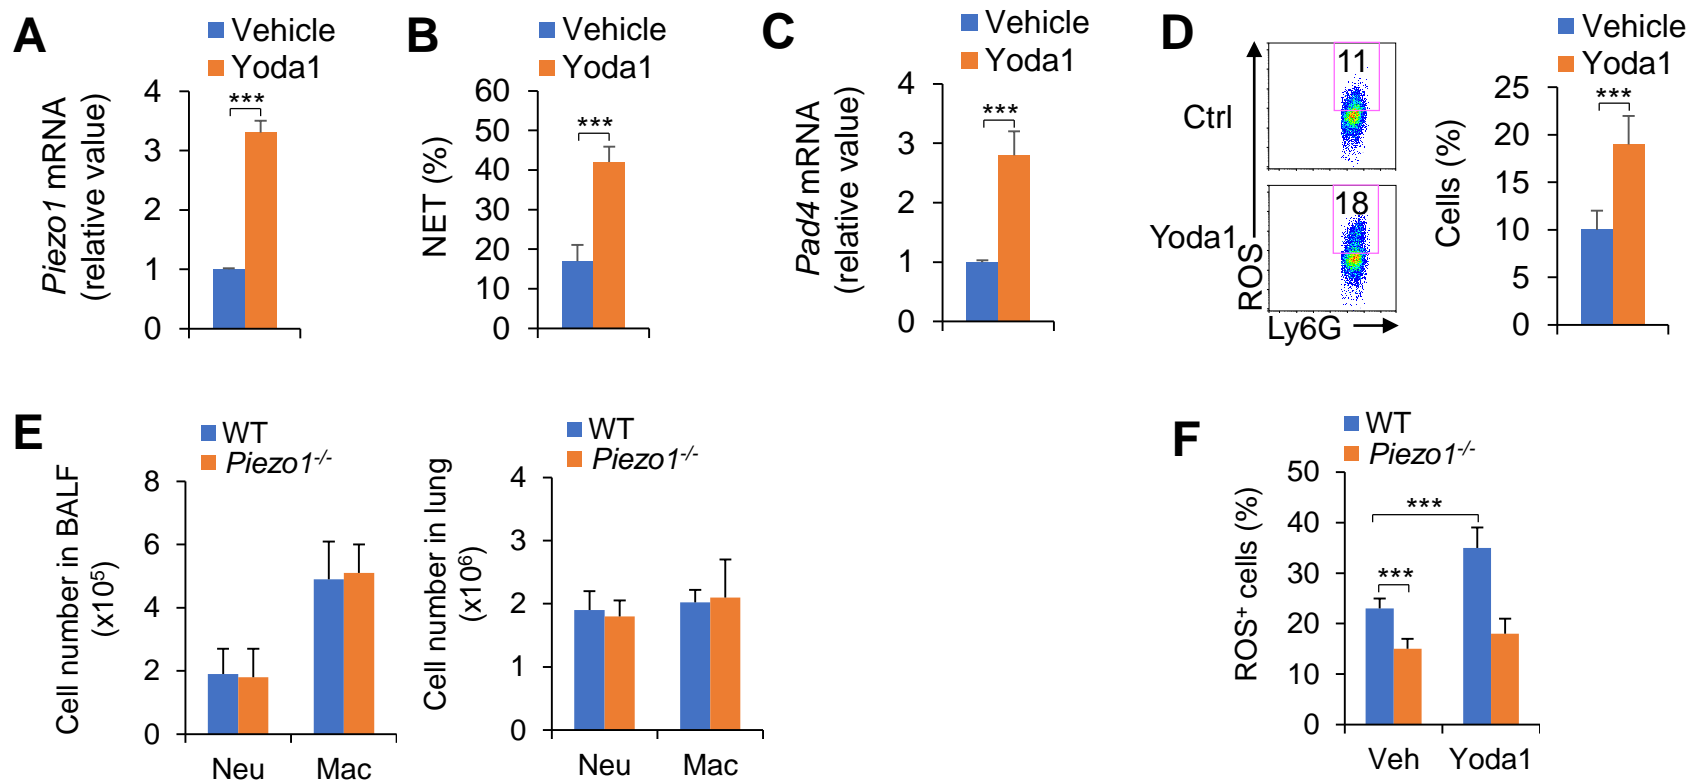 A
Vehicle
Yoda1
Piezo1 mRNA
(relative value)
4
3
2
1
0
***
B
Vehicle
Yoda1
NET (%)
60
50
40
30
20
10
0
***
C
Vehicle
Yoda1
Pad4 mRNA
(relative value)
4
3
2
1
0
***
D
Ctrl
11
Yoda1
18
ROS
Ly6G
Vehicle
Yoda1
Cells (%)
25
20
15
10
5
0
***
E
WT
Piezo1-/-
Cell number in BALF
(x10⁵)
8
6
4
2
0
Neu
Mac
WT
Piezo1-/-
Cell number in lung
(x10⁶)
4
3
2
1
0
Neu
Mac
F
WT
Piezo1-/-
ROS⁺ cells (%)
50
40
30
20
10
0
***
***
Veh
Yoda1